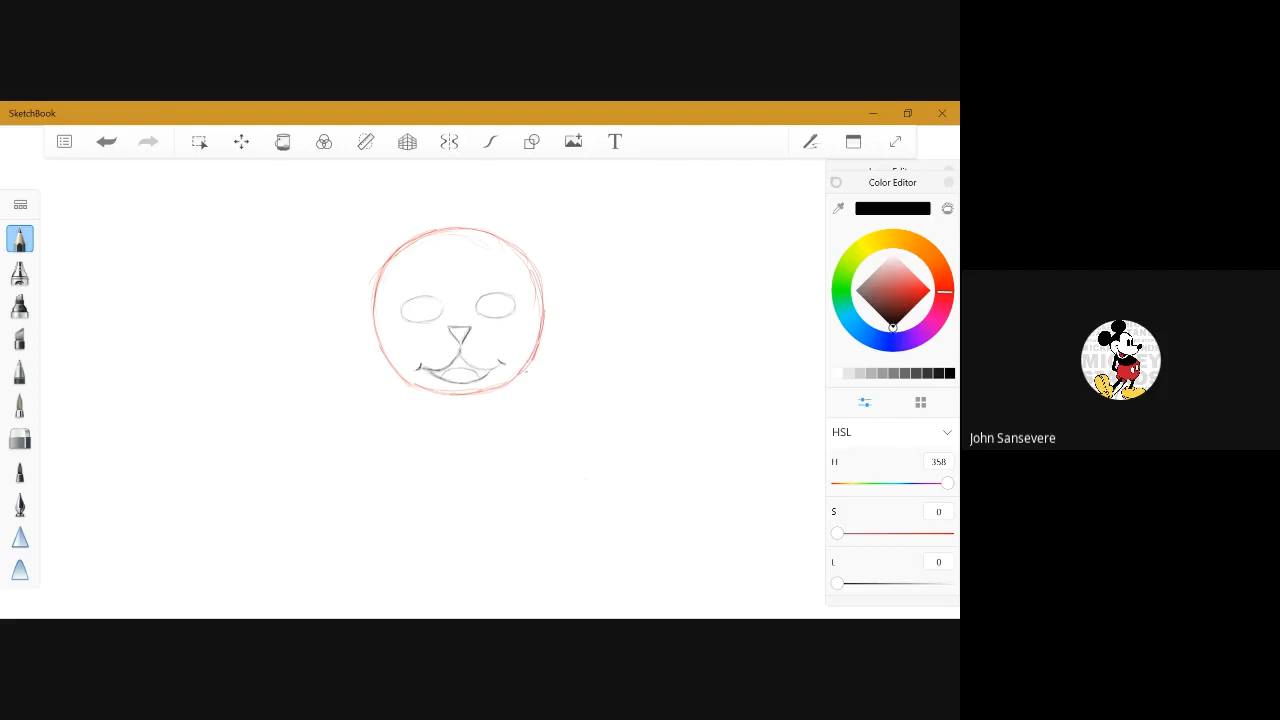 SketchBook
T
Color Editor
HSL
H 358
S 0
L 0
John Sansevere